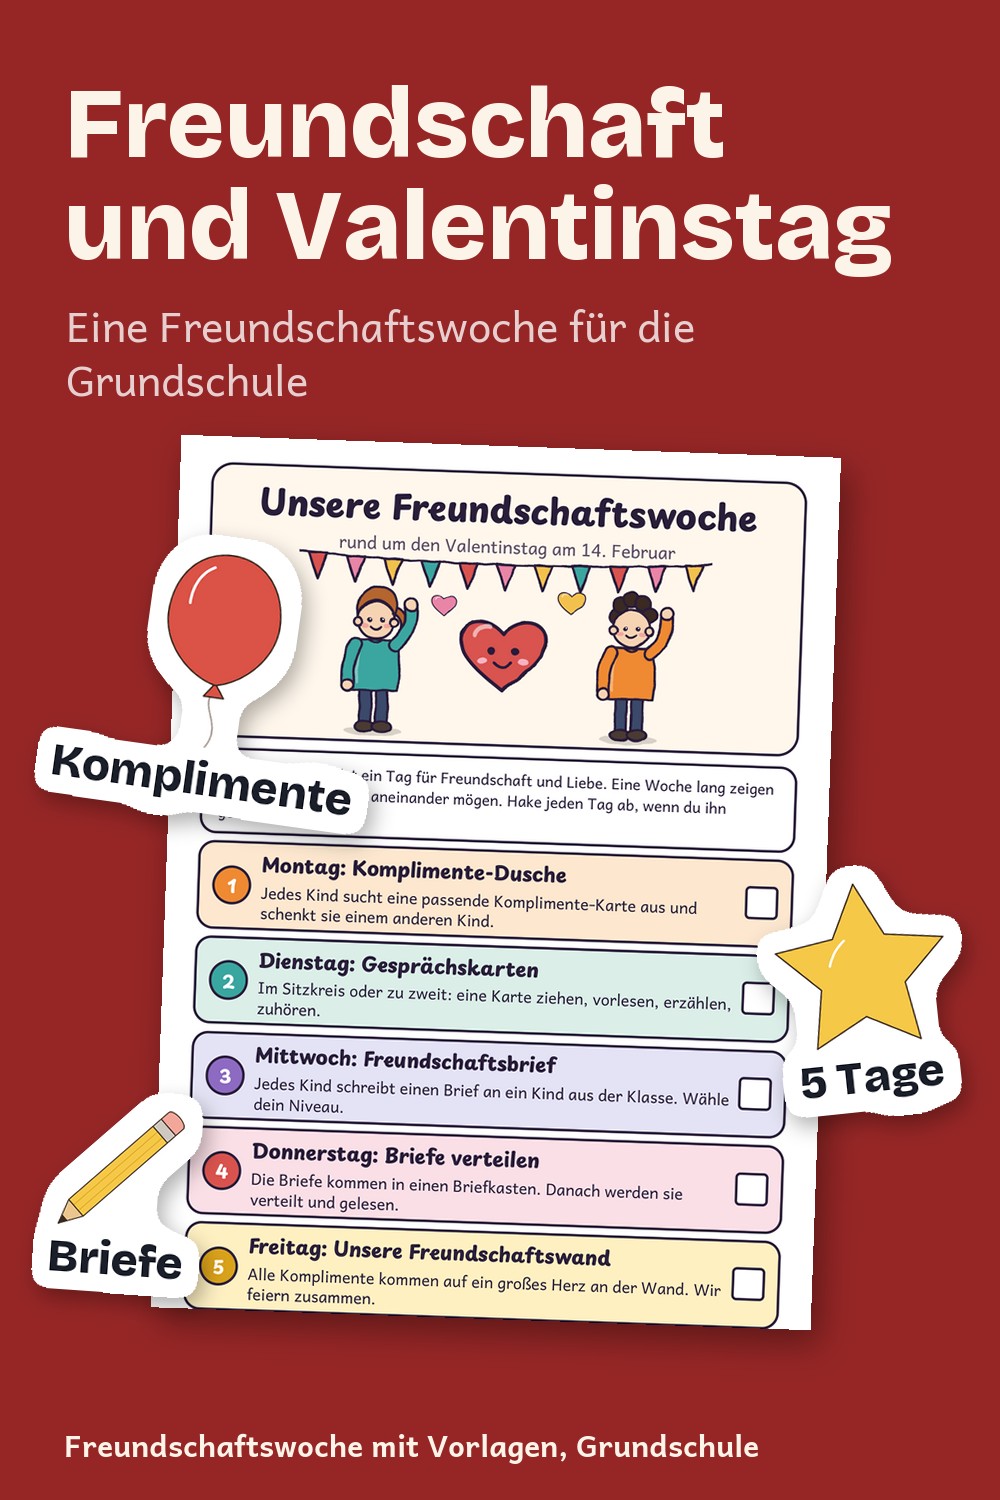 Freundschaft
und Valentinstag
Eine Freundschaftswoche für die
Grundschule
Unsere Freundschaftswoche
rund um den Valentinstag am 14. Februar
Komplimente
ein Tag für Freundschaft und Liebe. Eine Woche lang zeigen
aneinander mögen. Hake jeden Tag ab, wenn du ihn
1
Montag: Komplimente-Dusche
Jedes Kind sucht eine passende Komplimente-Karte aus und
schenkt sie einem anderen Kind.
2
Dienstag: Gesprächskarten
Im Sitzkreis oder zu zweit: eine Karte ziehen, vorlesen, erzählen,
zuhören.
5 Tage
3
Mittwoch: Freundschaftsbrief
Jedes Kind schreibt einen Brief an ein Kind aus der Klasse. Wähle
dein Niveau.
4
Donnerstag: Briefe verteilen
Die Briefe kommen in einen Briefkasten. Danach werden sie
verteilt und gelesen.
Briefe
5
Freitag: Unsere Freundschaftswand
Alle Komplimente kommen auf ein großes Herz an der Wand. Wir
feiern zusammen.
Freundschaftswoche mit Vorlagen, Grundschule